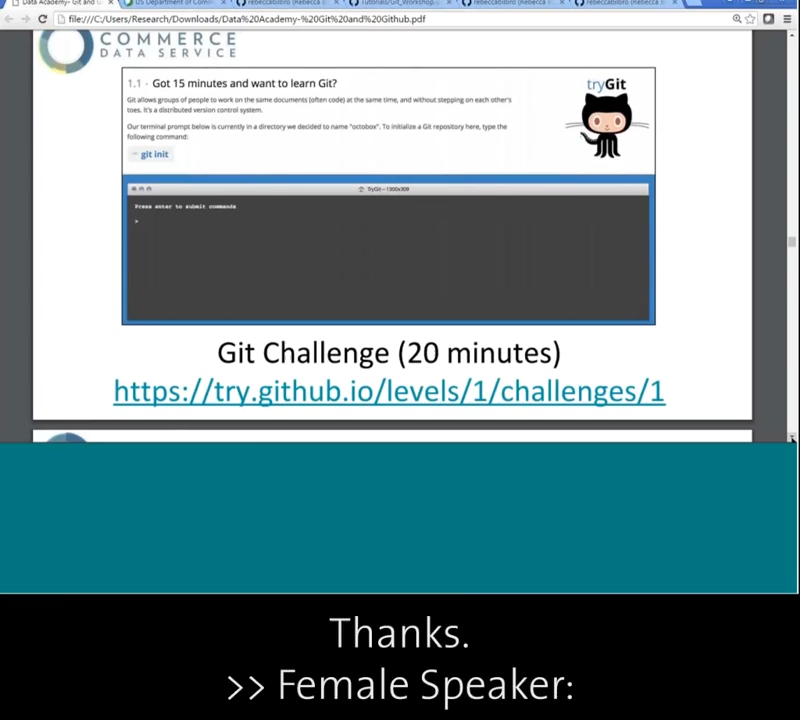 Data Academy- Git and G
US Department of Comm
rebeccabilbro (Rebecca B
Tutorials/Git_Workshop
rebeccabilbro (Rebecca B
rebeccabilbro (Rebecca B
file:///C:/Users/Research/Downloads/Data%20Academy-%20Git%20and%20Github.pdf
COMMERCE
DATA SERVICE
1.1 · Got 15 minutes and want to learn Git?
Git allows groups of people to work on the same documents (often code) at the same time, and without stepping on each other's
toes. It's a distributed version control system.
Our terminal prompt below is currently in a directory we decided to name "octobox". To initialize a Git repository here, type the
following command:
git init
tryGit
TryGit—1300x309
Press enter to submit commands
>
Git Challenge (20 minutes)
https://try.github.io/levels/1/challenges/1
Thanks.
>> Female Speaker: